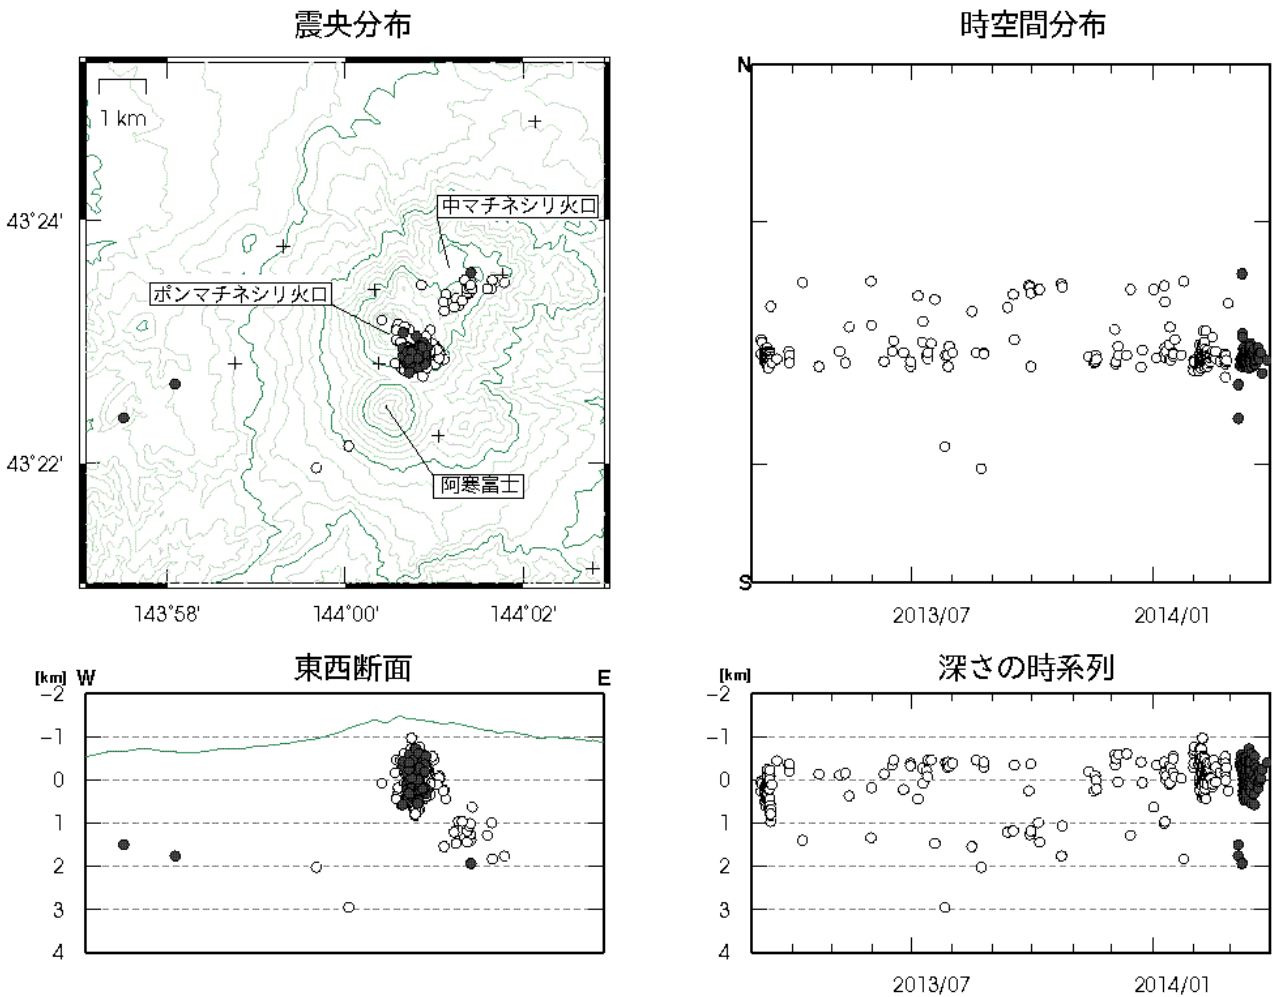 震央分布
1 km
中マチネシリ火口
43°24'
ポンマチネシリ火口
43°22'
阿寒富士
143°58'
144°00'
144°02'
時空間分布
N
S
2013/07
2014/01
東西断面
[km]
W
E
-2
-1
0
1
2
3
4
深さの時系列
[km]
-2
-1
0
1
2
3
4
2013/07
2014/01